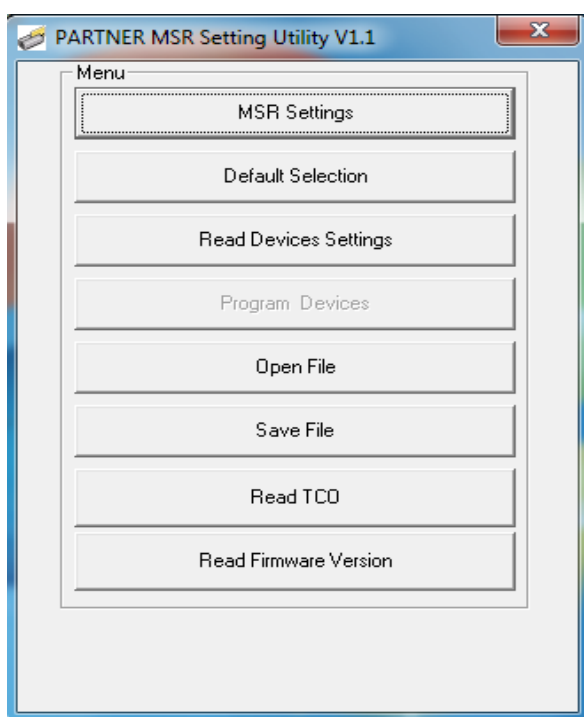 PARTNER MSR Setting Utility V1.1
Menu
MSR Settings
Default Selection
Read Devices Settings
Program Devices
Open File
Save File
Read TCO
Read Firmware Version